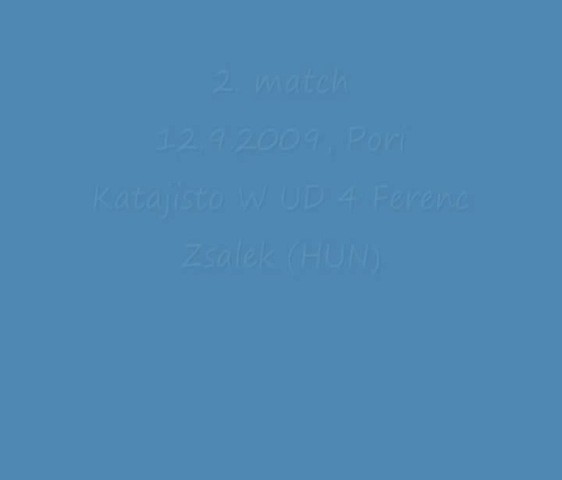 2. match
12.9.2009, Pori
Katajisto W UD 4 Ferenc
Zsalek (HUN)